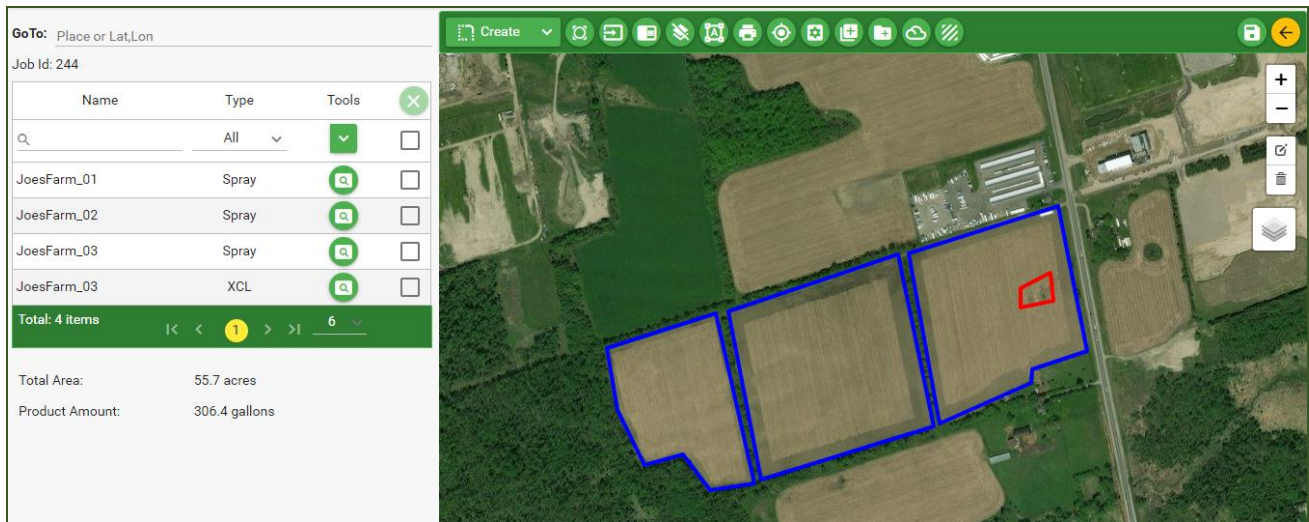 GoTo: Place or Lat,Lon
Job Id: 244
Name Type Tools
All
JoesFarm_01 Spray
JoesFarm_02 Spray
JoesFarm_03 Spray
JoesFarm_03 XCL
Total: 4 items 1 6
Total Area: 55.7 acres
Product Amount: 306.4 gallons
Create A
+
−